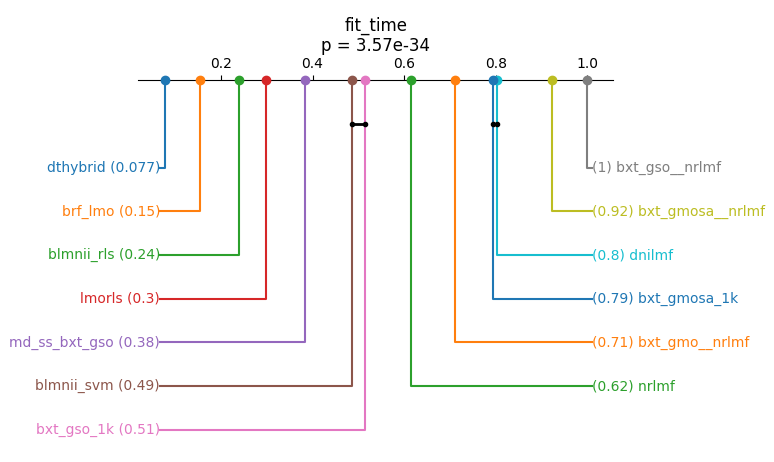 fit_time
p = 3.57e-34
0.2 0.4 0.6 0.8 1.0
dthybrid (0.077) (1) bxt_gso__nrlmf
brf_lmo (0.15) (0.92) bxt_gmosa__nrlmf
blmnii_rls (0.24) (0.8) dnilmf
lmorls (0.3) (0.79) bxt_gmosa_1k
md_ss_bxt_gso (0.38) (0.71) bxt_gmo__nrlmf
blmnii_svm (0.49) (0.62) nrlmf
bxt_gso_1k (0.51)